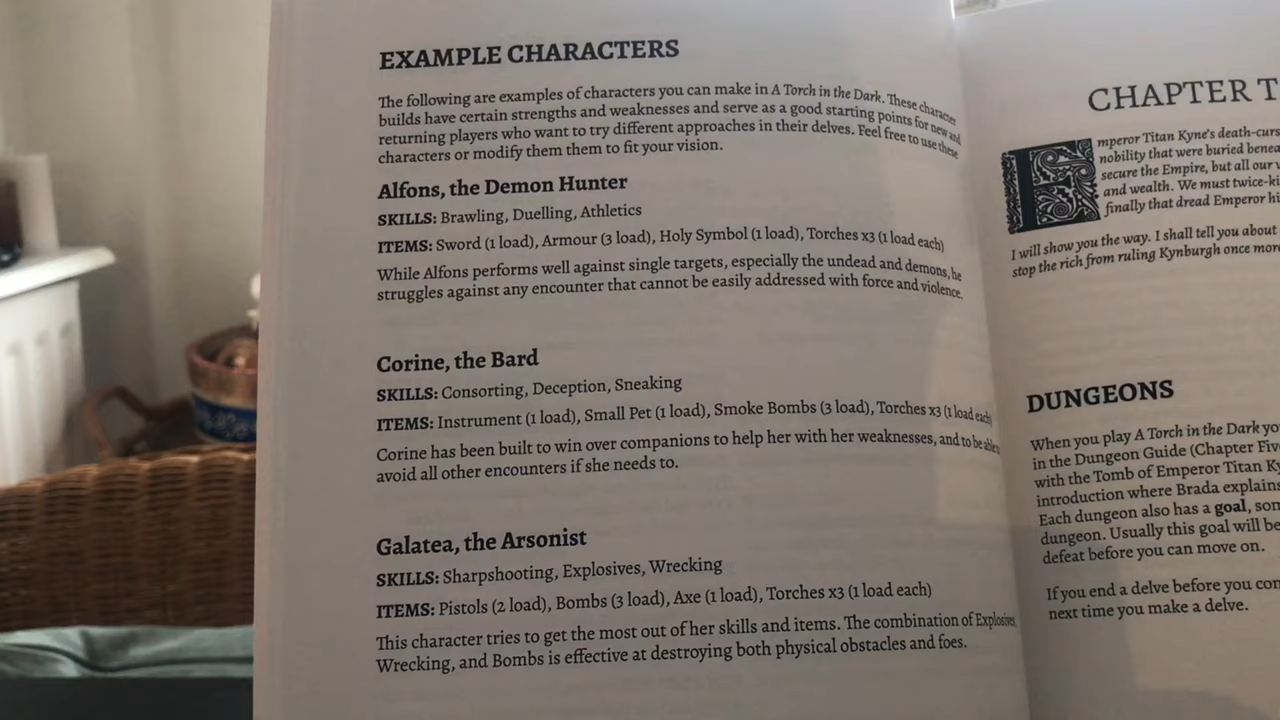 EXAMPLE CHARACTERS
The following are examples of characters you can make in A Torch in the Dark. These character
builds have certain strengths and weaknesses and serve as a good starting points for new and
returning players who want to try different approaches in their delves. Feel free to use these
characters or modify them them to fit your vision.
Alfons, the Demon Hunter
SKILLS: Brawling, Duelling, Athletics
ITEMS: Sword (1 load), Armour (3 load), Holy Symbol (1 load), Torches x3 (1 load each)
While Alfons performs well against single targets, especially the undead and demons, he
struggles against any encounter that cannot be easily addressed with force and violence.
Corine, the Bard
SKILLS: Consorting, Deception, Sneaking
ITEMS: Instrument (1 load), Small Pet (1 load), Smoke Bombs (3 load), Torches x3 (1 load each)
Corine has been built to win over companions to help her with her weaknesses, and to be able to
avoid all other encounters if she needs to.
Galatea, the Arsonist
SKILLS: Sharpshooting, Explosives, Wrecking
ITEMS: Pistols (2 load), Bombs (3 load), Axe (1 load), Torches x3 (1 load each)
This character tries to get the most out of her skills and items. The combination of Explosives,
Wrecking, and Bombs is effective at destroying both physical obstacles and foes.
CHAPTER T
Emperor Titan Kyne's death-curs
nobility that were buried benea
secure the Empire, but all our
and wealth. We must twice-ki
finally that dread Emperor hi
I will show you the way. I shall tell you about
stop the rich from ruling Kynburgh once more
DUNGEONS
When you play A Torch in the Dark yo
in the Dungeon Guide (Chapter Five
with the Tomb of Emperor Titan Ky
introduction where Brada explains
Each dungeon also has a goal, som
dungeon. Usually this goal will be
defeat before you can move on.
If you end a delve before you com
next time you make a delve.